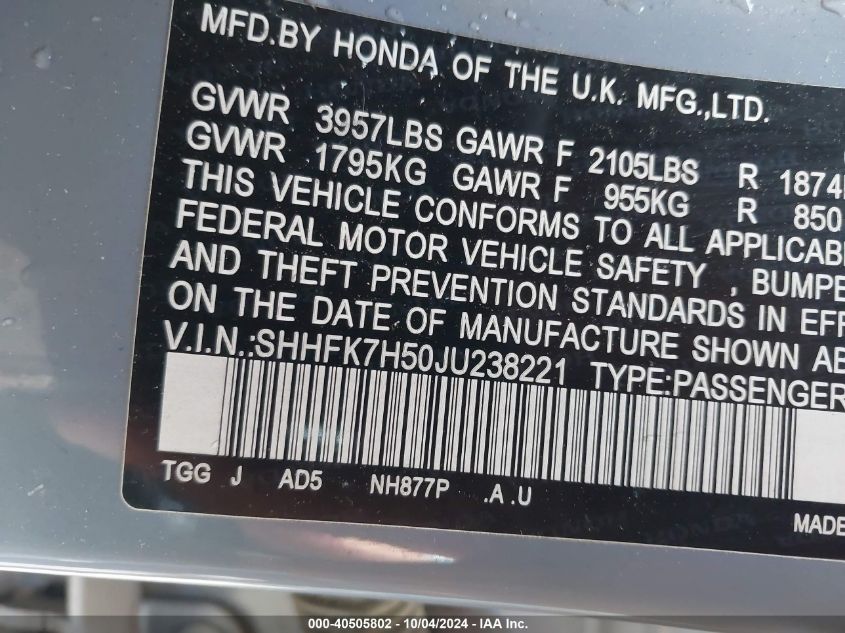 MFD.BY HONDA OF THE U.K. MFG.,LTD.
GVWR 3957LBS GAWR F 2105LBS R 1874
GVWR 1795KG GAWR F 955KG R 850
THIS VEHICLE CONFORMS TO ALL APPLICAB
FEDERAL MOTOR VEHICLE SAFETY , BUMPE
AND THEFT PREVENTION STANDARDS IN EFF
ON THE DATE OF MANUFACTURE SHOWN AB
V.I.N.:SHHFK7H50JU238221 TYPE:PASSENGER
TGG J AD5 NH877P .A .U
MADE
000-40505802 - 10/04/2024 - IAA Inc.